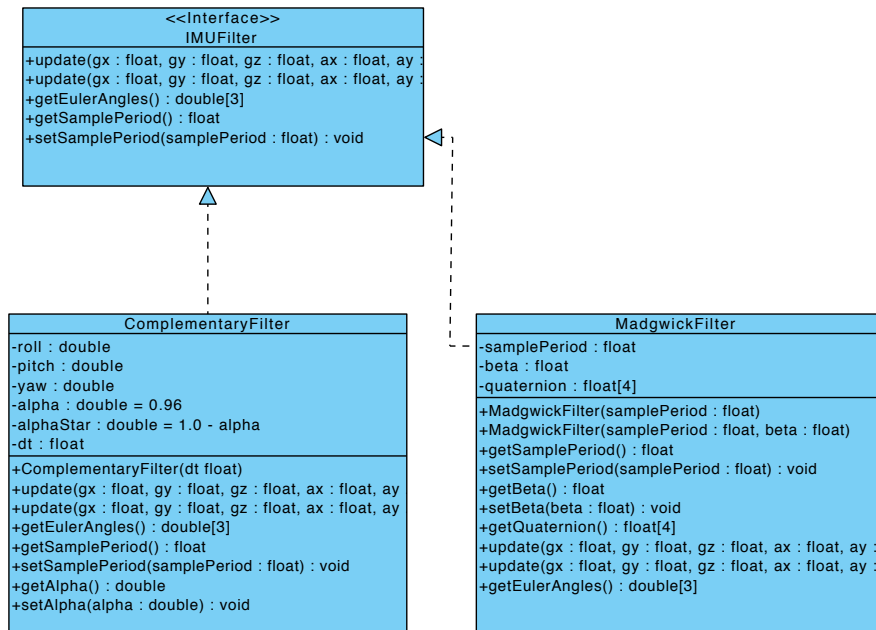 <<Interface>>
IMUFilter
+update(gx : float, gy : float, gz : float, ax : float, ay :
+update(gx : float, gy : float, gz : float, ax : float, ay :
+getEulerAngles() : double[3]
+getSamplePeriod() : float
+setSamplePeriod(samplePeriod : float) : void
ComplementaryFilter
-roll : double
-pitch : double
-yaw : double
-alpha : double = 0.96
-alphaStar : double = 1.0 - alpha
-dt : float
+ComplementaryFilter(dt float)
+update(gx : float, gy : float, gz : float, ax : float, ay
+update(gx : float, gy : float, gz : float, ax : float, ay
+getEulerAngles() : double[3]
+getSamplePeriod() : float
+setSamplePeriod(samplePeriod : float) : void
+getAlpha() : double
+setAlpha(alpha : double) : void
MadgwickFilter
-samplePeriod : float
-beta : float
-quaternion : float[4]
+MadgwickFilter(samplePeriod : float)
+MadgwickFilter(samplePeriod : float, beta : float)
+getSamplePeriod() : float
+setSamplePeriod(samplePeriod : float) : void
+getBeta() : float
+setBeta(beta : float) : void
+getQuaternion() : float[4]
+update(gx : float, gy : float, gz : float, ax : float, ay :
+update(gx : float, gy : float, gz : float, ax : float, ay :
+getEulerAngles() : double[3]